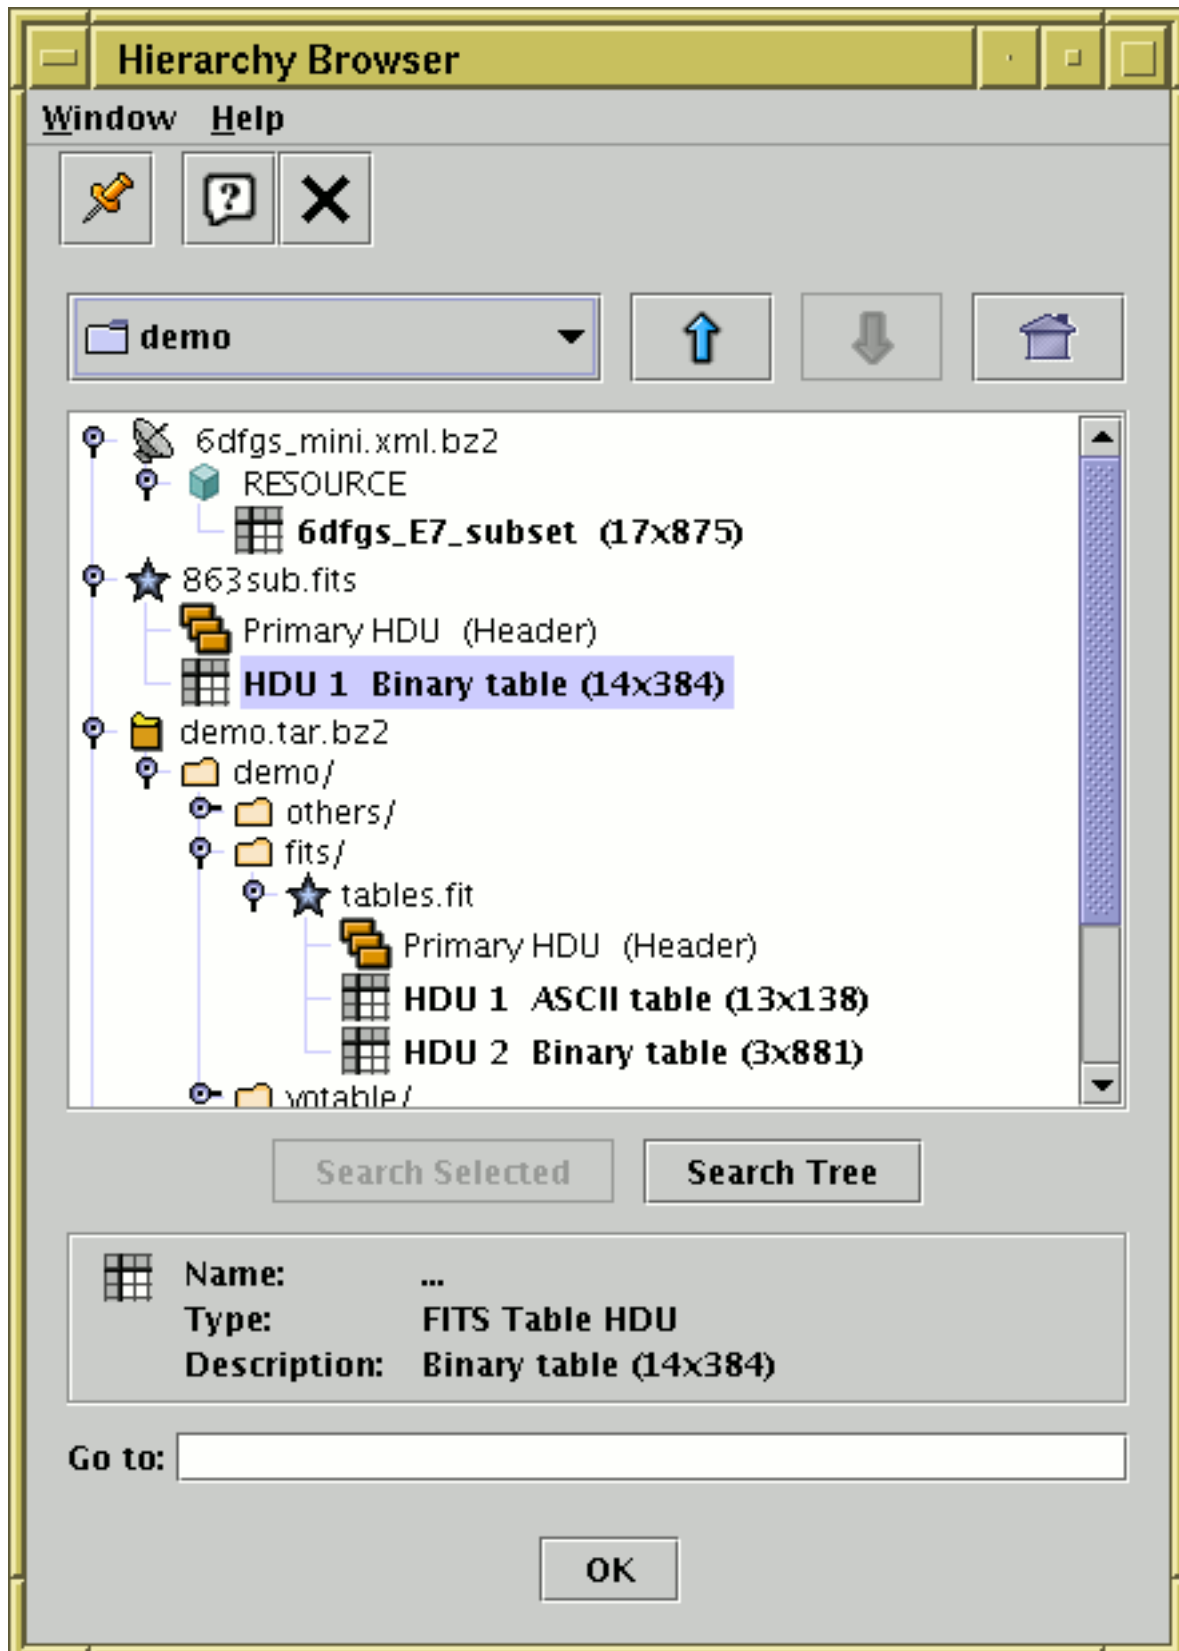 Hierarchy Browser
Window Help
?
demo
6dfgs_mini.xml.bz2
RESOURCE
6dfgs_E7_subset (17x875)
863sub.fits
Primary HDU (Header)
HDU 1 Binary table (14x384)
demo.tar.bz2
demo/
others/
fits/
tables.fit
Primary HDU (Header)
HDU 1 ASCII table (13x138)
HDU 2 Binary table (3x881)
votable/
Search Selected Search Tree
Name: ...
Type: FITS Table HDU
Description: Binary table (14x384)
Go to:
OK